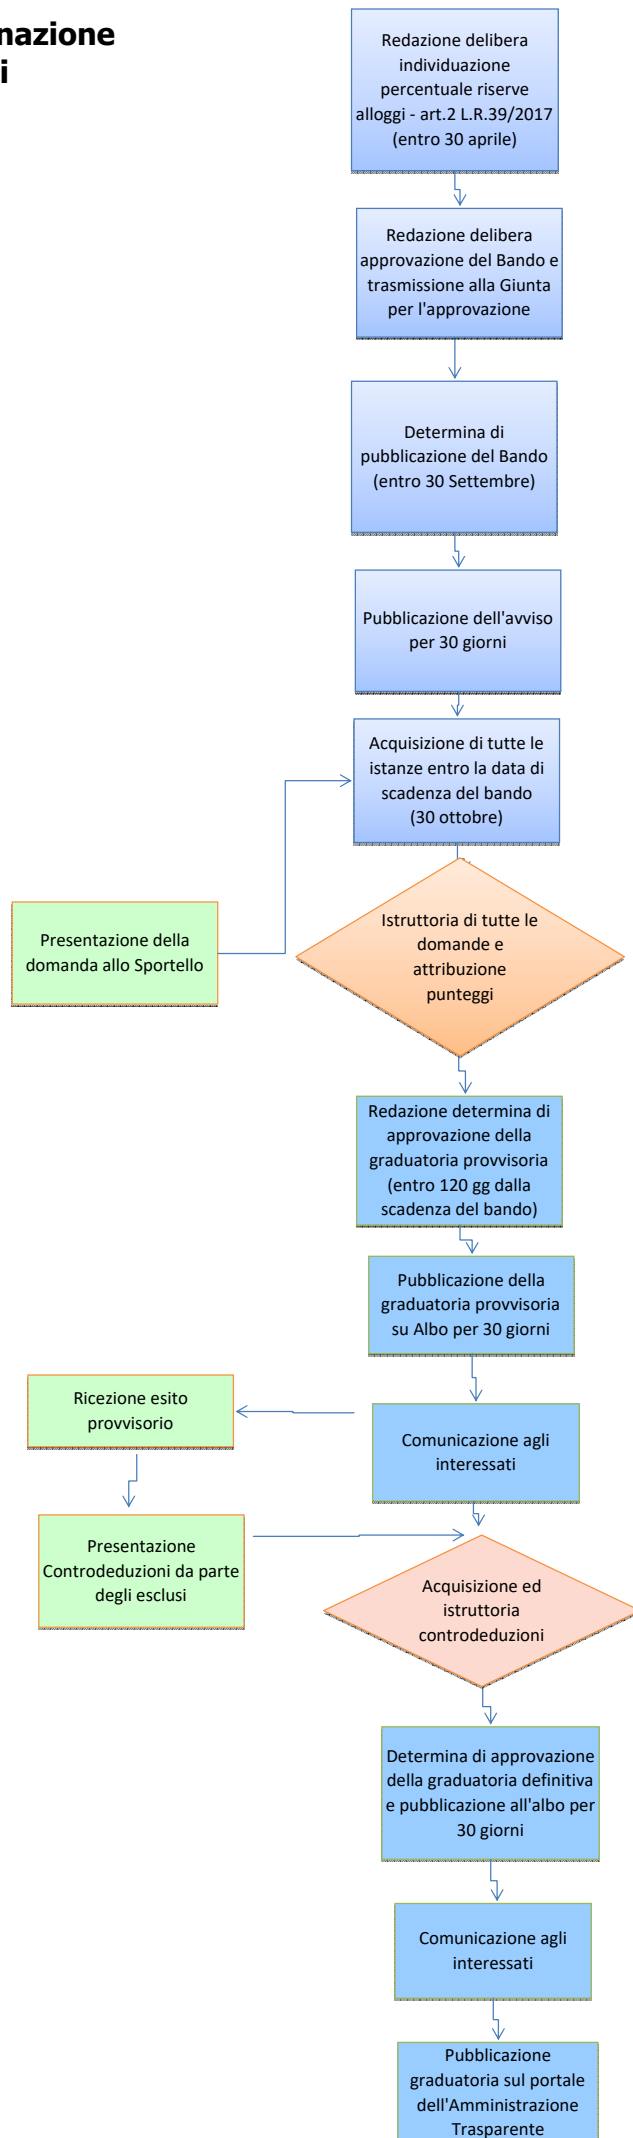 nazione
i
Redazione delibera
individuazione
percentuale riserve
alloggi - art.2 L.R.39/2017
(entro 30 aprile)
Redazione delibera
approvazione del Bando e
trasmissione alla Giunta
per l'approvazione
Determina di
pubblicazione del Bando
(entro 30 Settembre)
Pubblicazione dell'avviso
per 30 giorni
Acquisizione di tutte le
istanze entro la data di
scadenza del bando
(30 ottobre)
Presentazione della
domanda allo Sportello
Istruttoria di tutte le
domande e
attribuzione
punteggi
Redazione determina di
approvazione della
graduatoria provvisoria
(entro 120 gg dalla
scadenza del bando)
Pubblicazione della
graduatoria provvisoria
su Albo per 30 giorni
Comunicazione agli
interessati
Ricezione esito
provvisorio
Presentazione
Controdeduzioni da parte
degli esclusi
Acquisizione ed
istruttoria
controdeduzioni
Determina di approvazione
della graduatoria definitiva
e pubblicazione all'albo per
30 giorni
Comunicazione agli
interessati
Pubblicazione
graduatoria sul portale
dell'Amministrazione
Trasparente